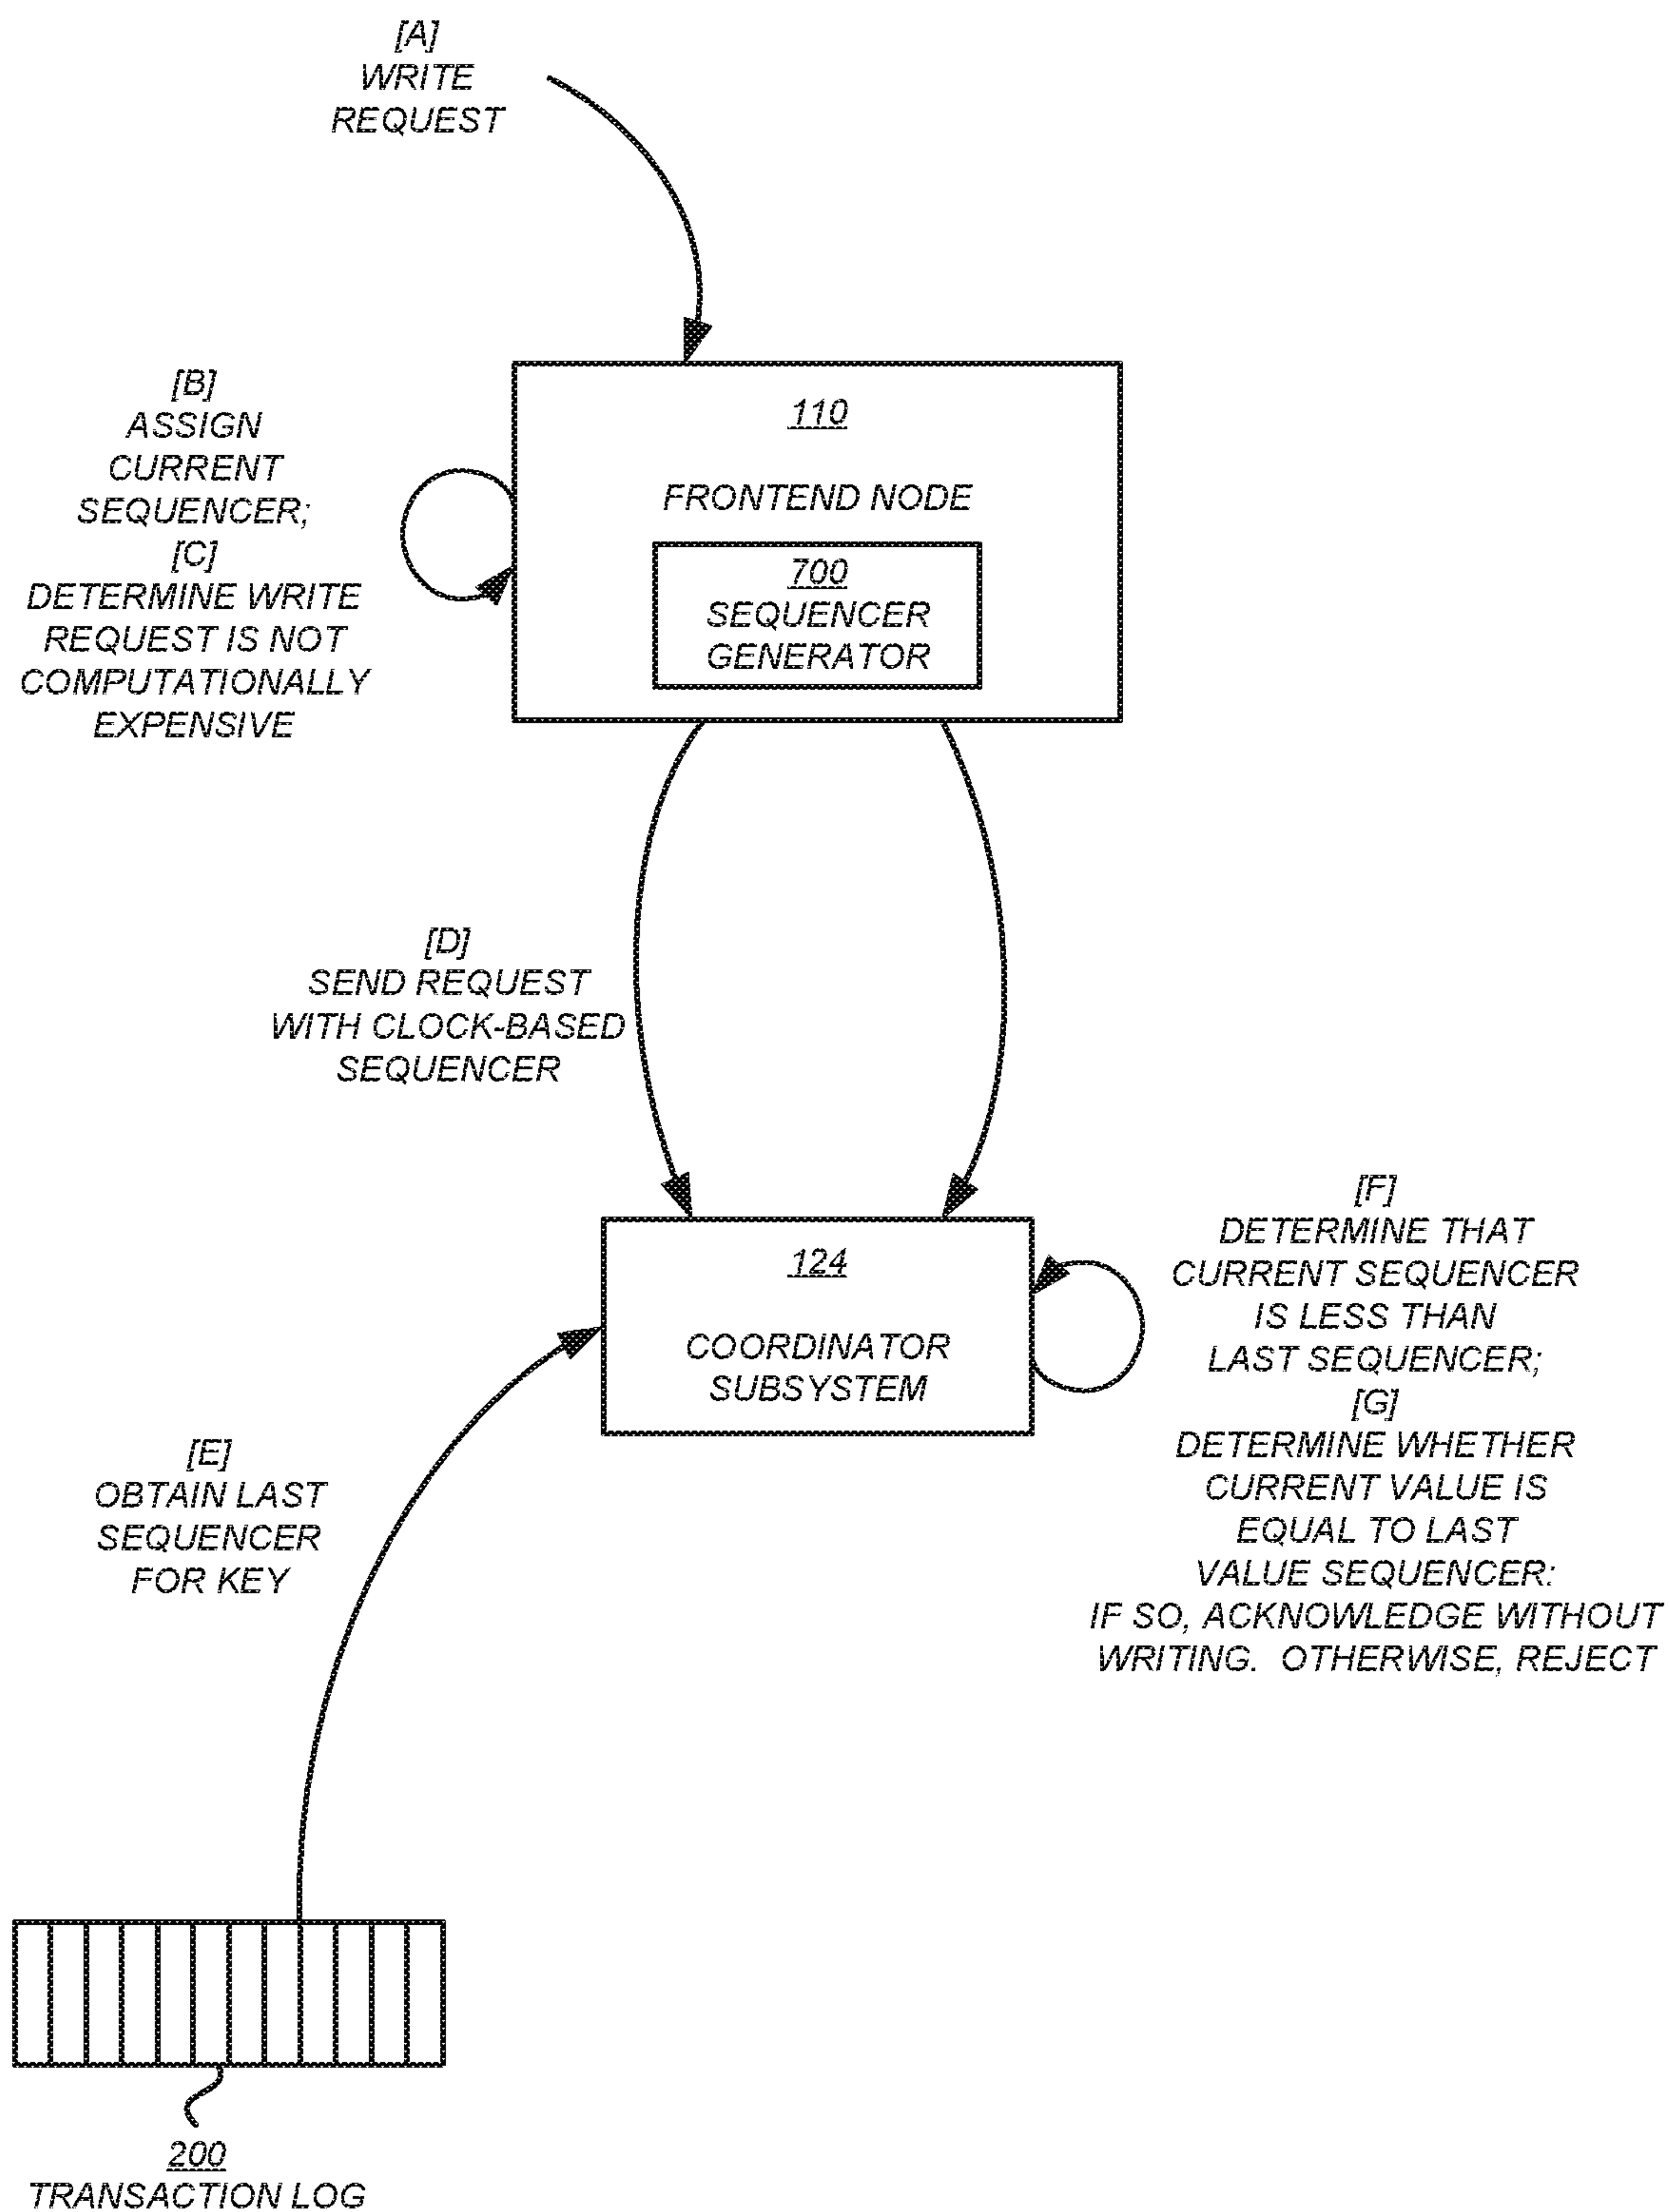 [A]
WRITE
REQUEST
[B]
ASSIGN
CURRENT
SEQUENCER;
[C]
DETERMINE WRITE
REQUEST IS NOT
COMPUTATIONALLY
EXPENSIVE
110
FRONTEND NODE
700
SEQUENCER
GENERATOR
[D]
SEND REQUEST
WITH CLOCK-BASED
SEQUENCER
124
COORDINATOR
SUBSYSTEM
[F]
DETERMINE THAT
CURRENT SEQUENCER
IS LESS THAN
LAST SEQUENCER;
[G]
DETERMINE WHETHER
CURRENT VALUE IS
EQUAL TO LAST
VALUE SEQUENCER:
IF SO, ACKNOWLEDGE WITHOUT
WRITING. OTHERWISE, REJECT
[E]
OBTAIN LAST
SEQUENCER
FOR KEY
200
TRANSACTION LOG